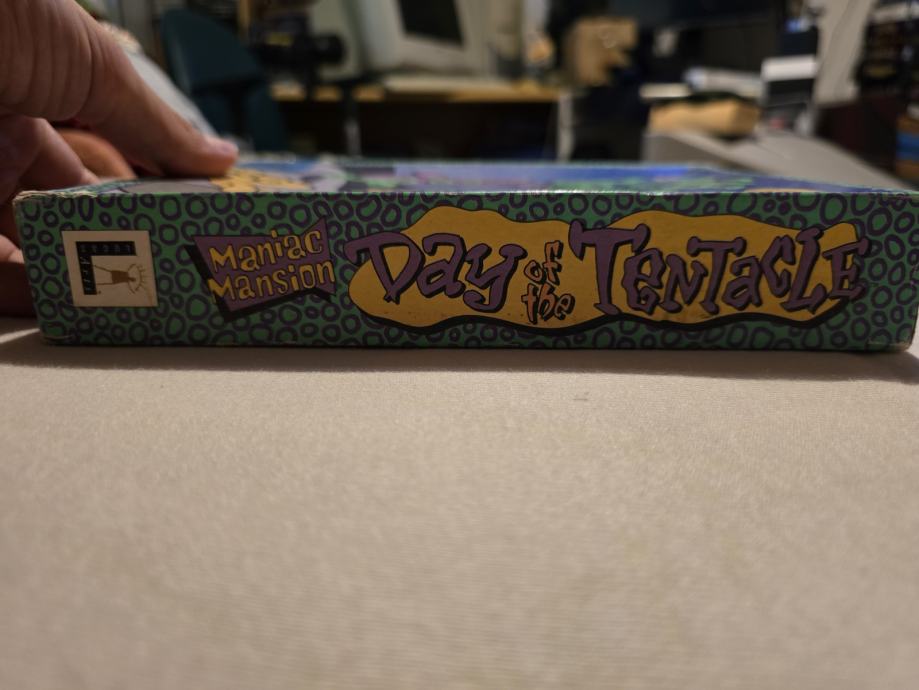 Maniac
Mansion
Day of the Tentacle